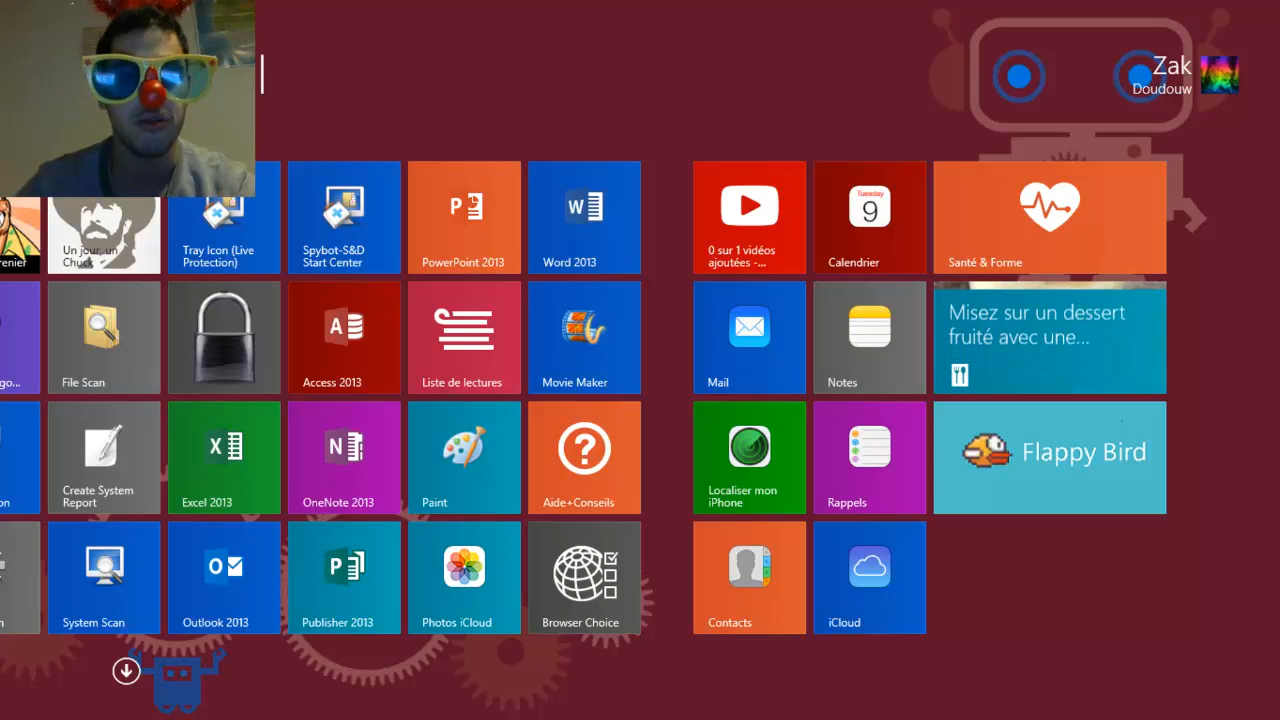 Zak
Doudouw
renier
Un jour, un
Chuck
Tray Icon (Live
Protection)
Spybot-S&D
Start Center
PowerPoint 2013
Word 2013
0 sur 1 vidéos
ajoutées -...
Tuesday
9
Calendrier
Santé & Forme
go...
File Scan
Access 2013
Liste de lectures
Movie Maker
Mail
Notes
Misez sur un dessert
fruité avec une...
on
Create System
Report
Excel 2013
OneNote 2013
Paint
Aide+Conseils
Localiser mon
iPhone
Rappels
Flappy Bird
System Scan
Outlook 2013
Publisher 2013
Photos iCloud
Browser Choice
Contacts
iCloud